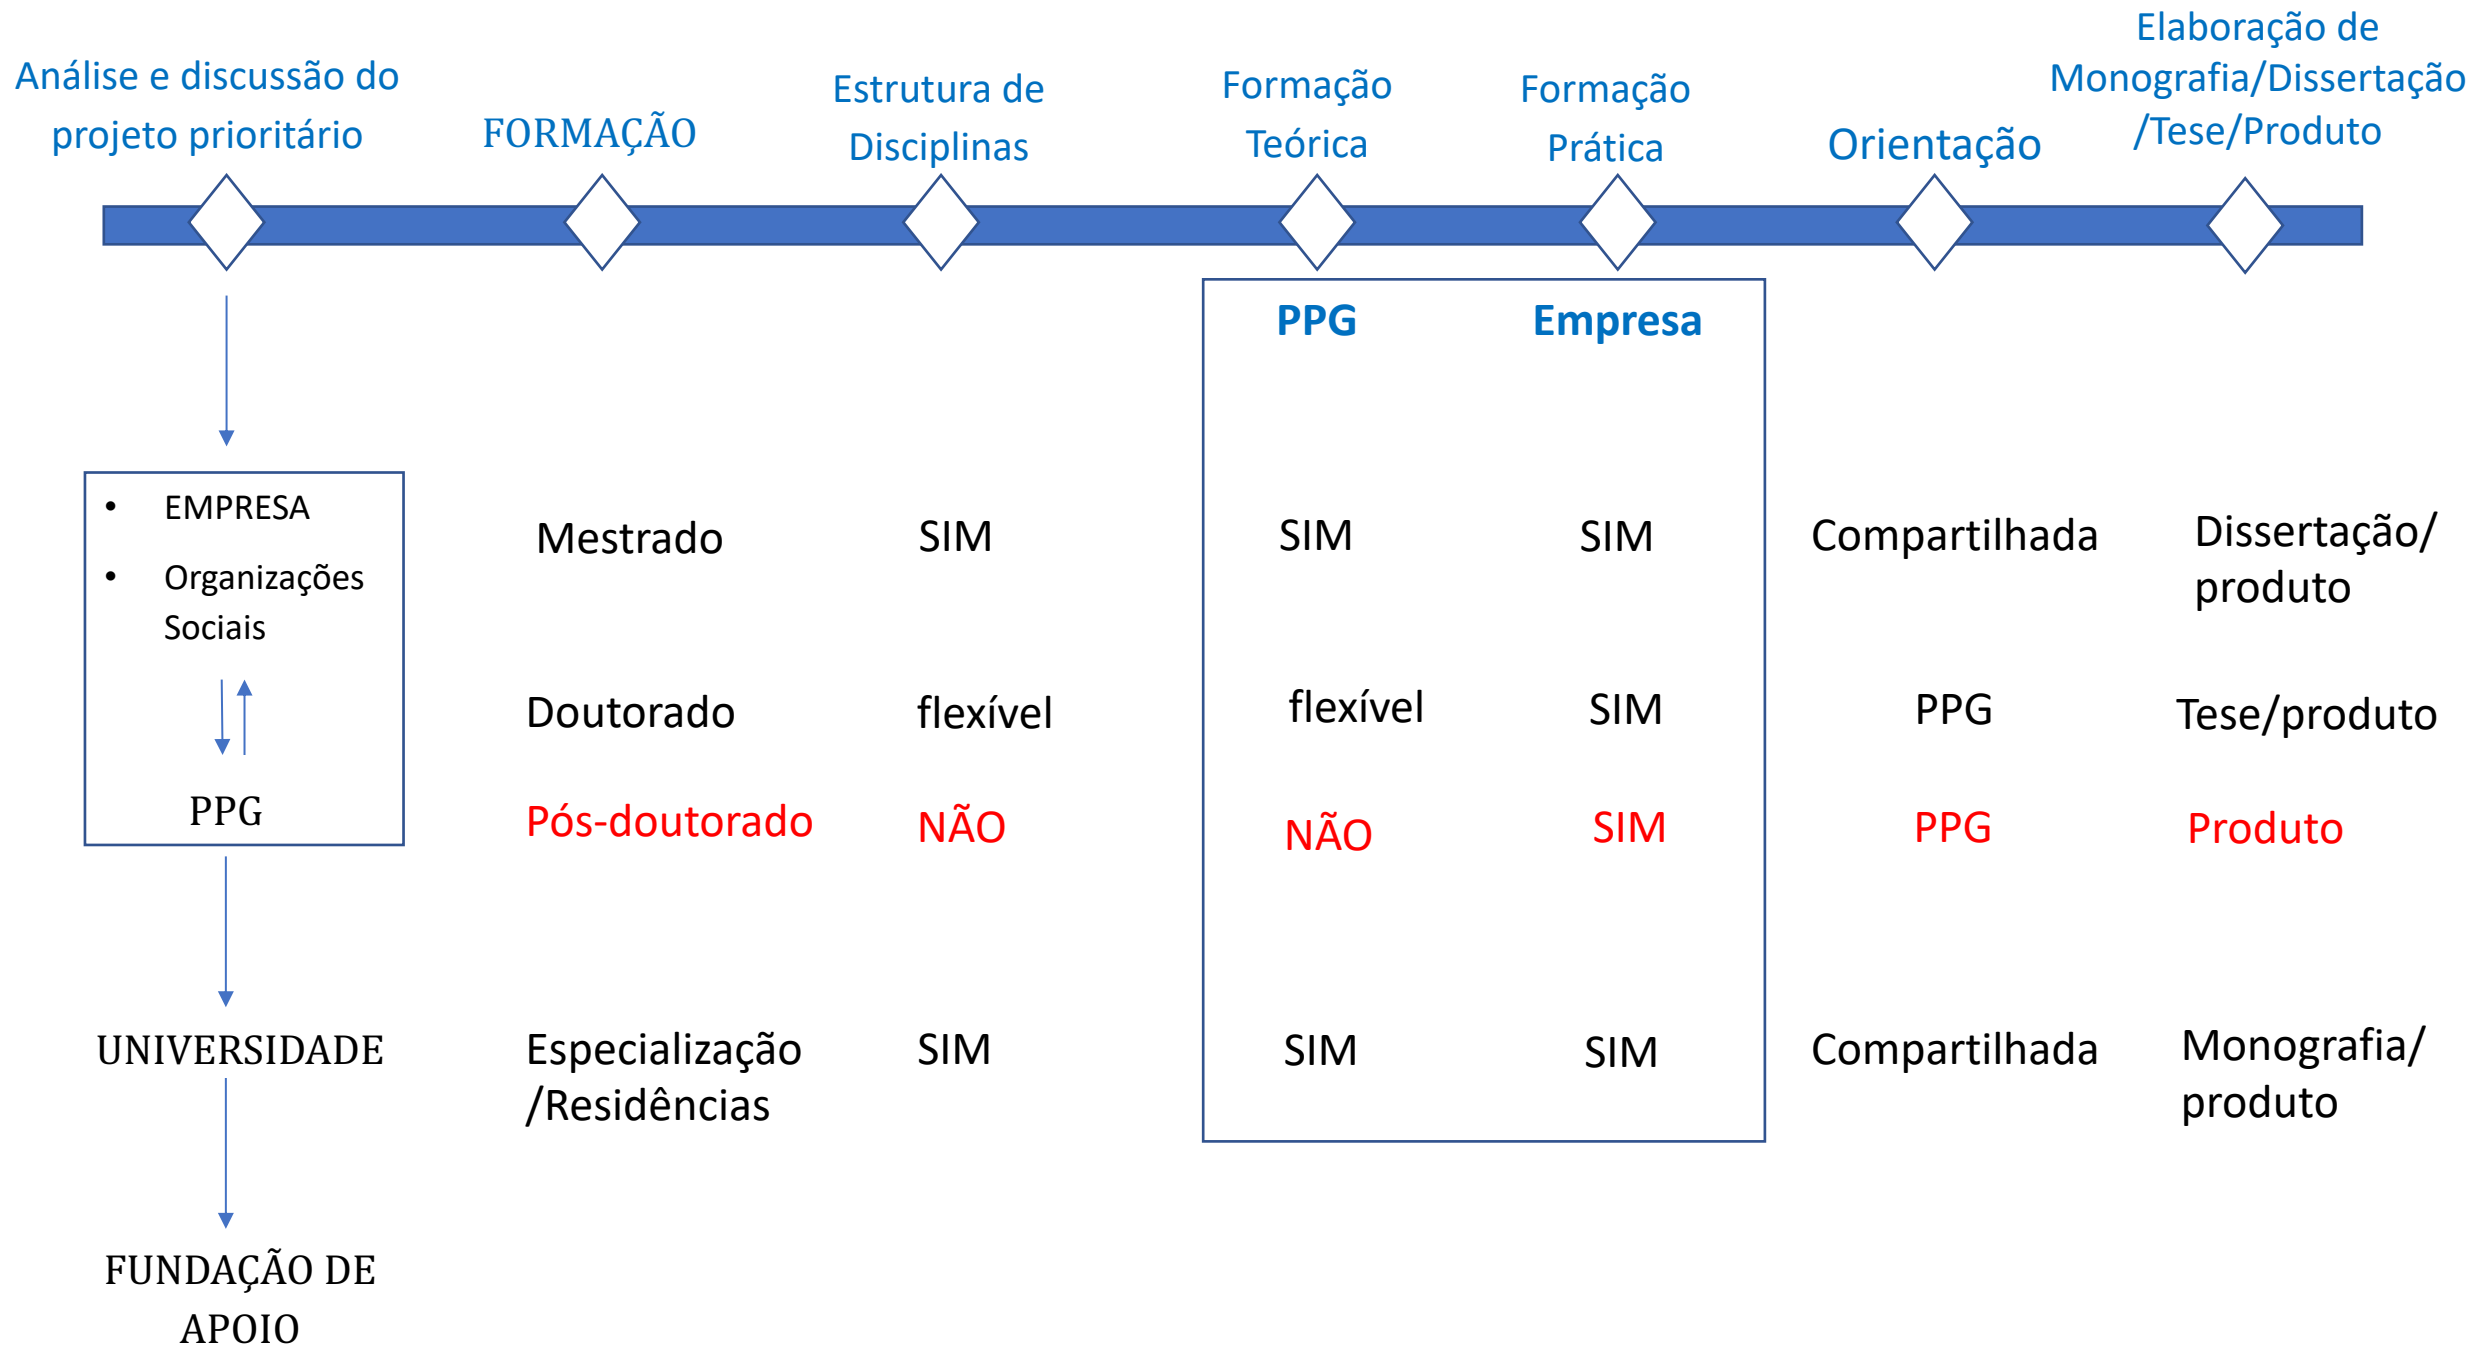 Análise e discussão do
projeto prioritário
FORMAÇÃO
Estrutura de
Disciplinas
Formação
Teórica
Formação
Prática
Orientação
Elaboração de
Monografia/Dissertação
/Tese/Produto
PPG
Empresa
• EMPRESA
• Organizações
Sociais
PPG
UNIVERSIDADE
FUNDAÇÃO DE
APOIO
Mestrado
SIM
SIM
SIM
Compartilhada
Dissertação/
produto
Doutorado
flexível
flexível
SIM
PPG
Tese/produto
Pós-doutorado
NÃO
NÃO
SIM
PPG
Produto
Especialização
/Residências
SIM
SIM
SIM
Compartilhada
Monografia/
produto